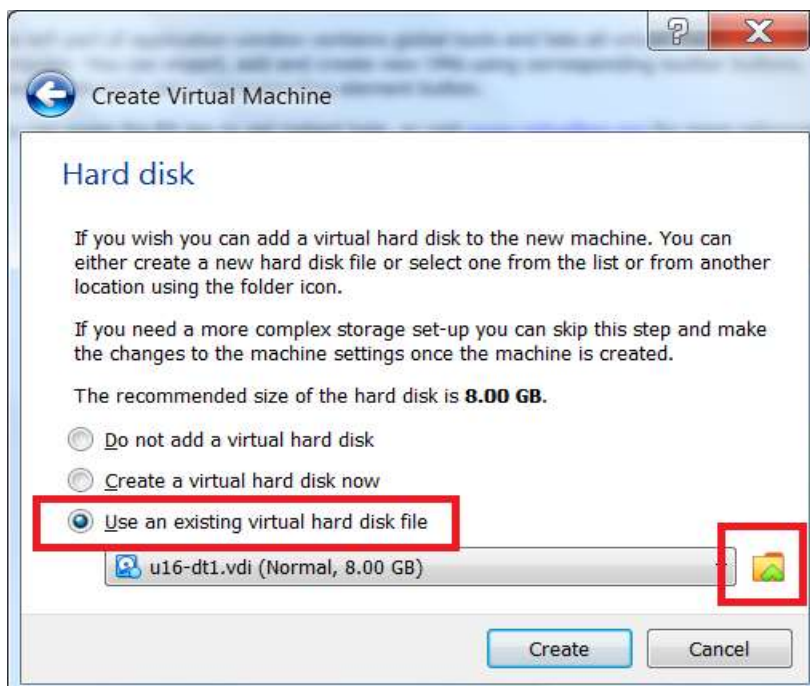 Create Virtual Machine
Hard disk
If you wish you can add a virtual hard disk to the new machine. You can
either create a new hard disk file or select one from the list or from another
location using the folder icon.
If you need a more complex storage set-up you can skip this step and make
the changes to the machine settings once the machine is created.
The recommended size of the hard disk is 8.00 GB.
Do not add a virtual hard disk
Create a virtual hard disk now
Use an existing virtual hard disk file
u16-dt1.vdi (Normal, 8.00 GB)
Create
Cancel